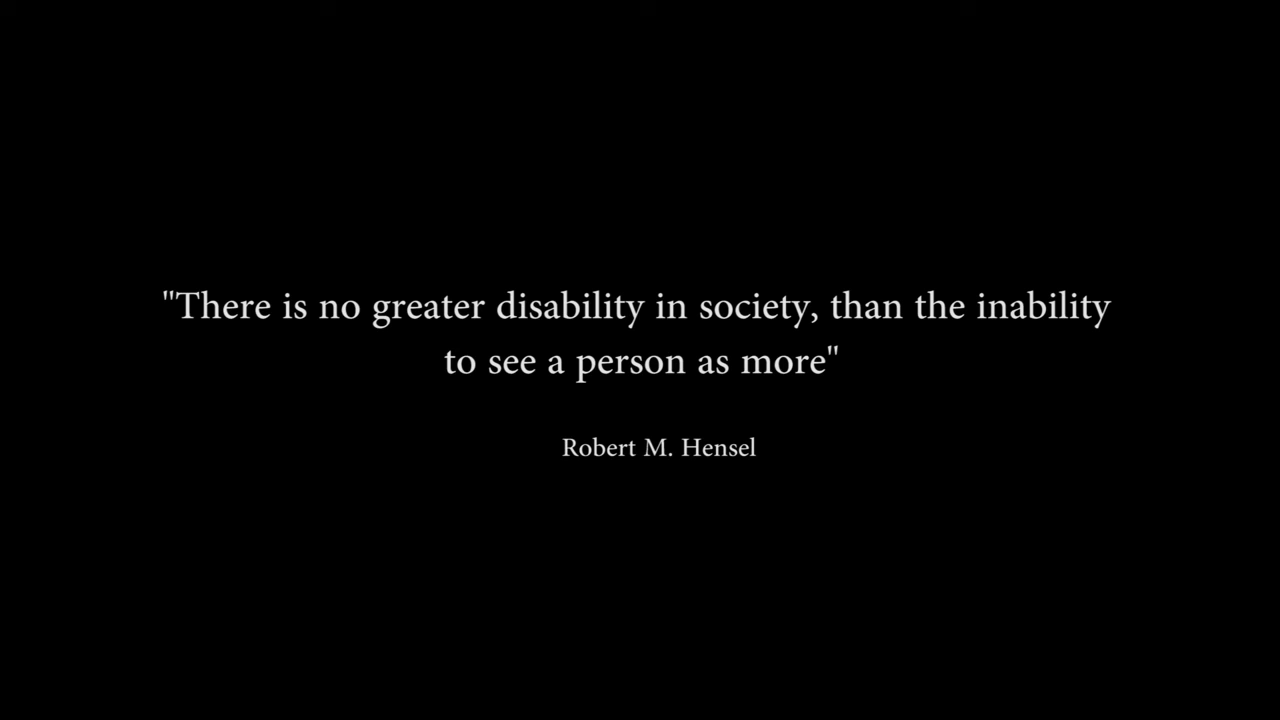 "There is no greater disability in society, than the inability
to see a person as more"
Robert M. Hensel